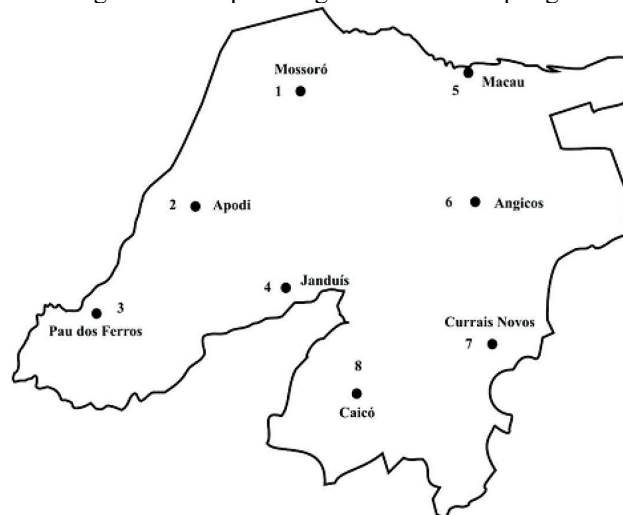 Mossoró
1
5
Macau
2
Apodi
6
Angicos
4
Janduís
3
Pau dos Ferros
Currais Novos
7
8
Caicó